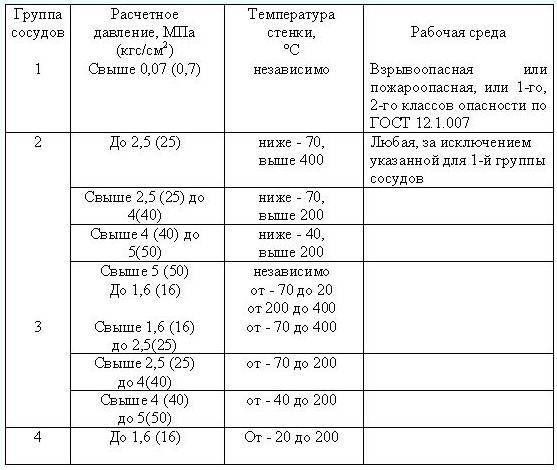 Группа Расчетное Температура
сосудов давление, МПа стенки, Рабочая среда
(кгс/см²) °С
1 Свыше 0,07 (0,7) независимо Взрывоопасная или
пожароопасная, или 1-го,
2-го классов опасности по
ГОСТ 12.1.007
2 До 2,5 (25) ниже - 70, Любая, за исключением
выше 400 указанной для 1-й группы
сосудов
Свыше 2,5 (25) до ниже - 70,
4(40) выше 200
Свыше 4 (40) до ниже - 40,
5(50) выше 200
Свыше 5 (50) независимо
До 1,6 (16) от - 70 до 20
от 200 до 400
3 Свыше 1,6 (16) от - 70 до 400
до 2,5(25)
Свыше 2,5 (25) от - 70 до 200
до 4(40)
Свыше 4 (40) от - 40 до 200
до 5(50)
4 До 1,6 (16) От - 20 до 200